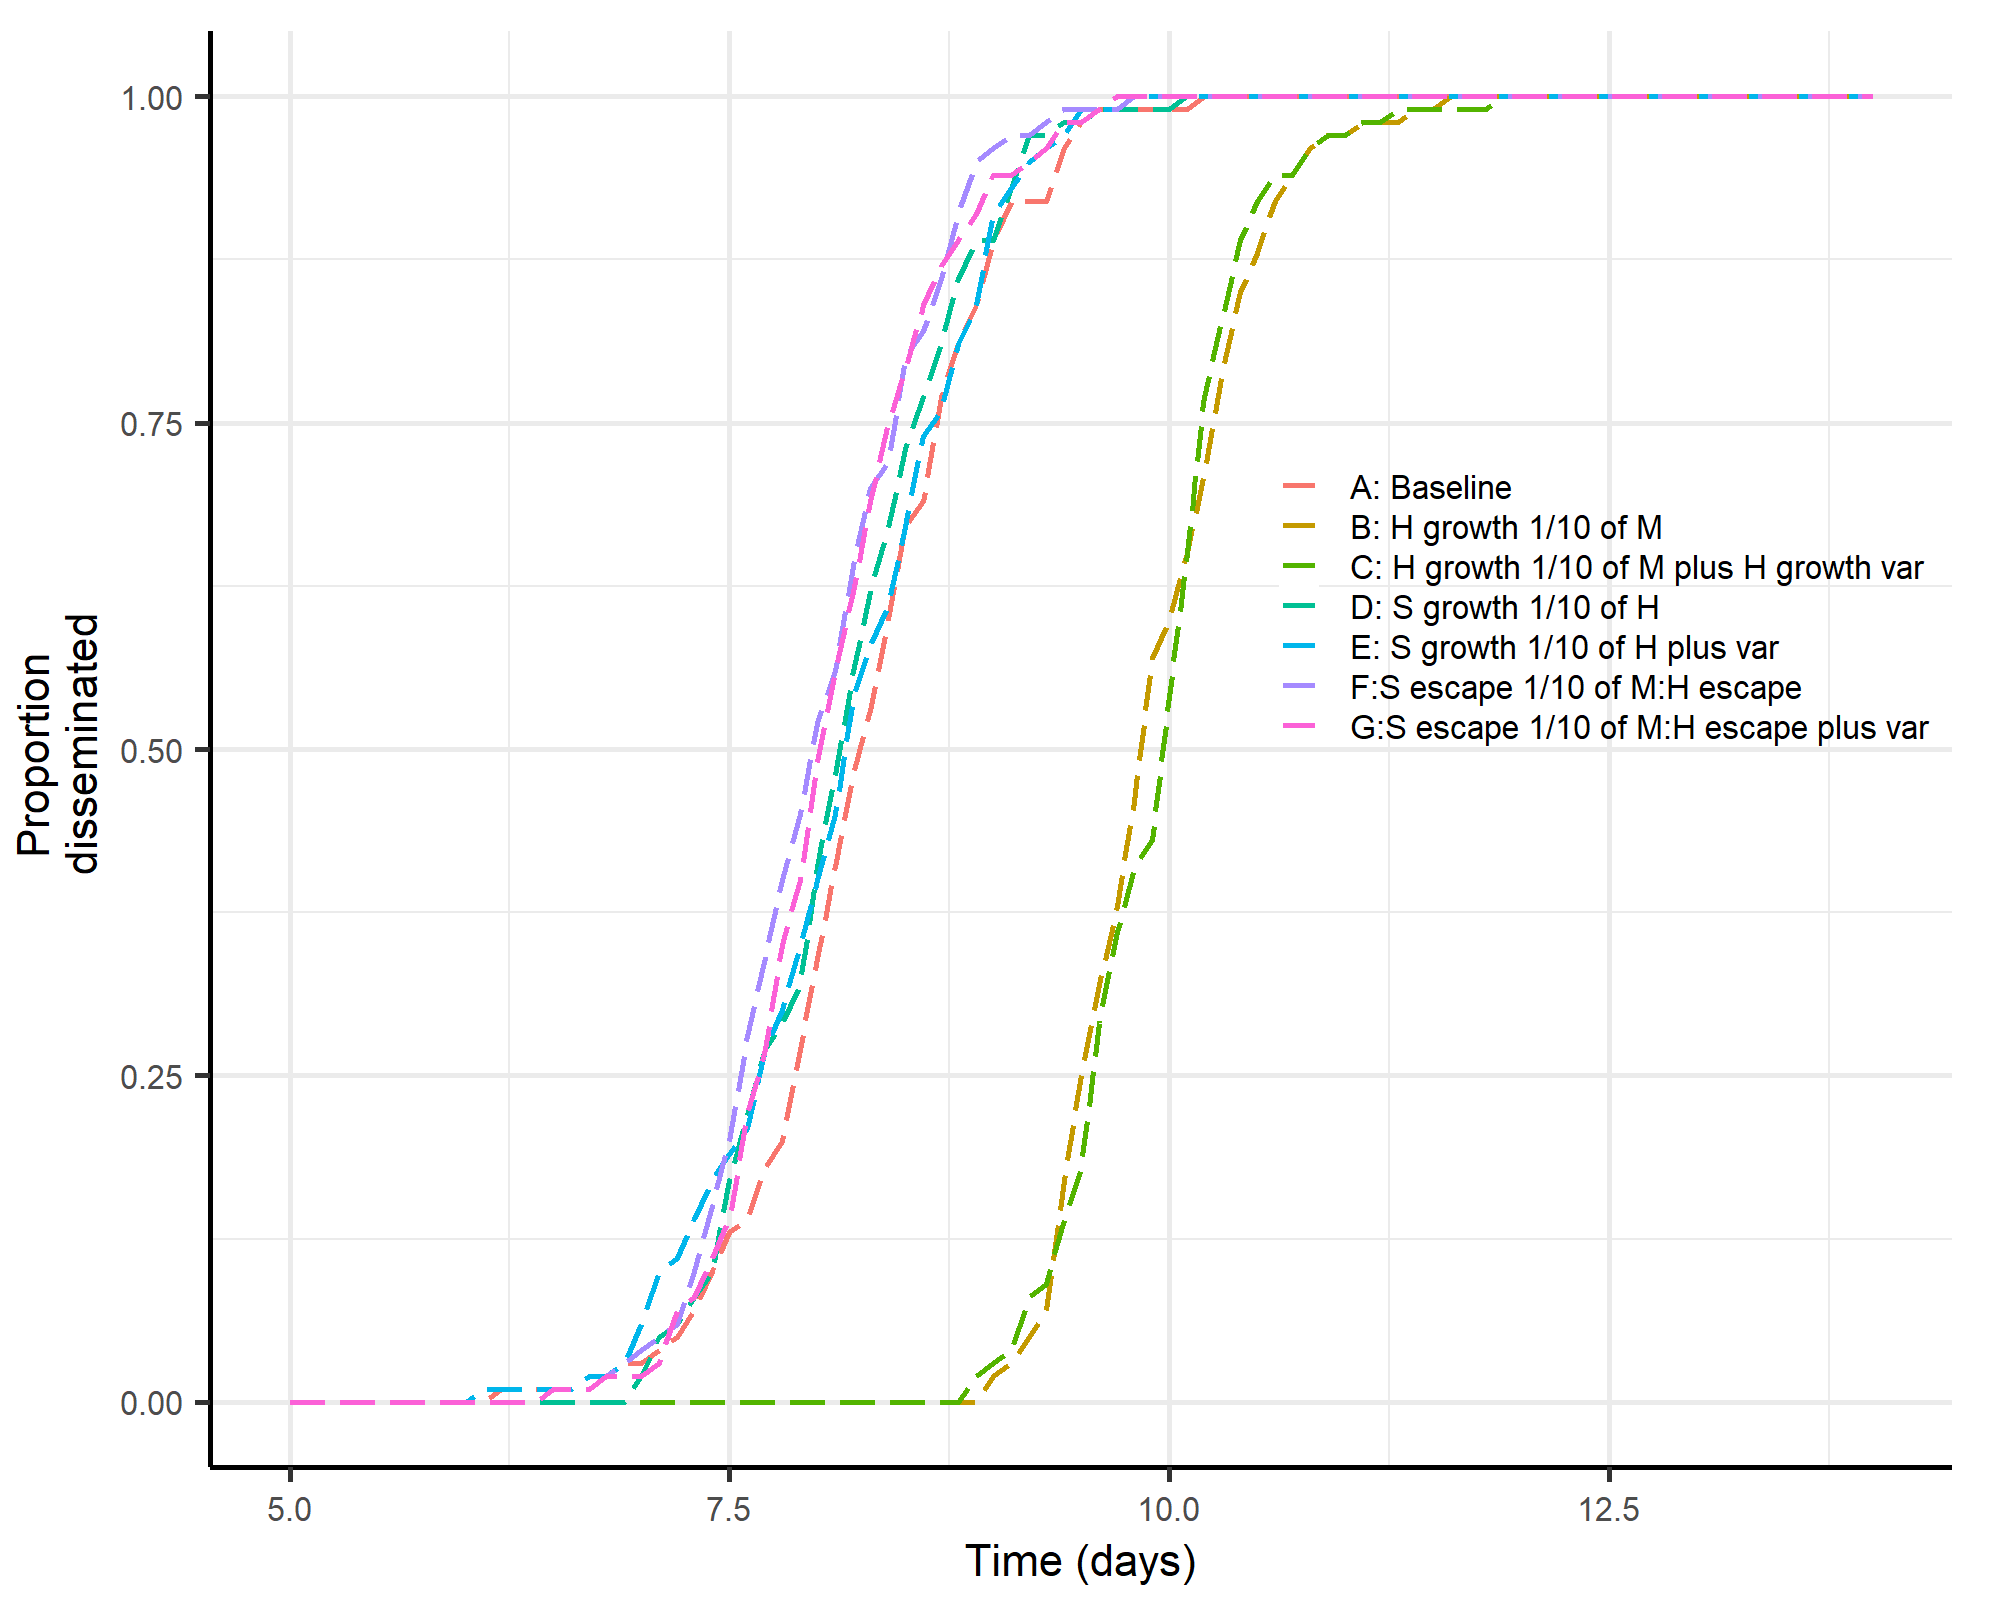 1.00
0.75
0.50
0.25
0.00
Proportion
disseminated
A: Baseline
B: H growth 1/10 of M
C: H growth 1/10 of M plus H growth var
D: S growth 1/10 of H
E: S growth 1/10 of H plus var
F:S escape 1/10 of M:H escape
G:S escape 1/10 of M:H escape plus var
5.0
7.5
10.0
12.5
Time (days)